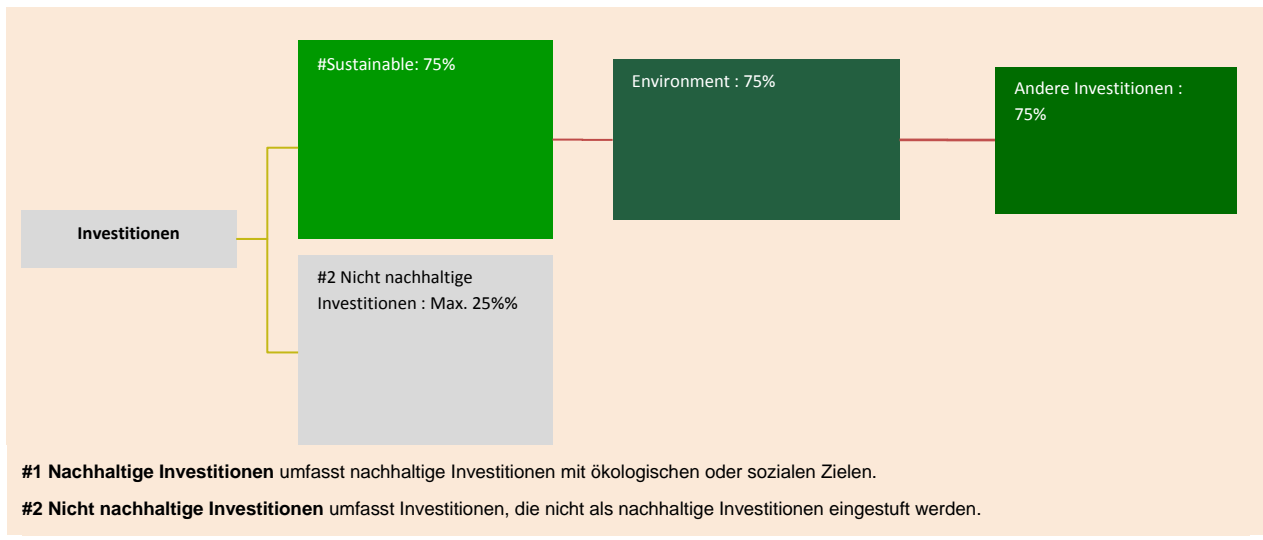 #Sustainable: 75%
Environment : 75%
Andere Investitionen :
75%
Investitionen
#2 Nicht nachhaltige
Investitionen : Max. 25%%
#1 Nachhaltige Investitionen umfasst nachhaltige Investitionen mit ökologischen oder sozialen Zielen.
#2 Nicht nachhaltige Investitionen umfasst Investitionen, die nicht als nachhaltige Investitionen eingestuft werden.